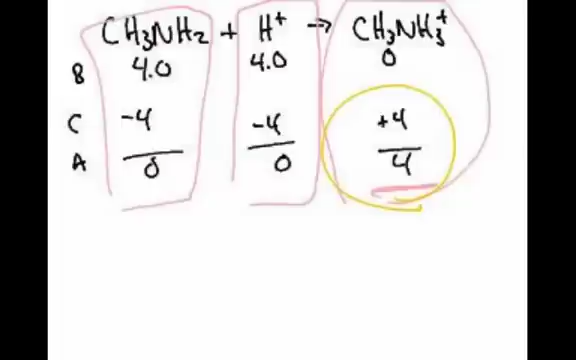 CH3NH2 + H+ → CH3NH3+
B 4.0 4.0 0
C -4 -4 +4
A 0 0 4